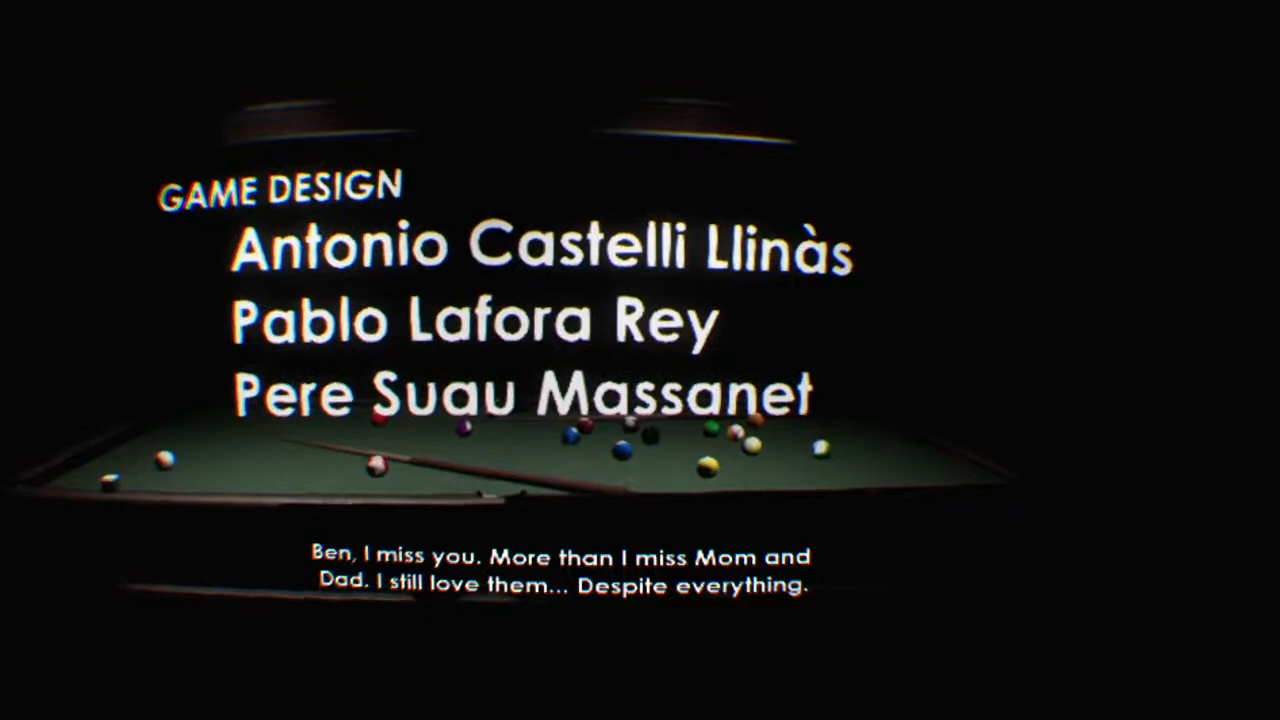 GAME DESIGN
Antonio Castelli Llinàs
Pablo Lafora Rey
Pere Suau Massanet
Ben, I miss you. More than I miss Mom and
Dad. I still love them... Despite everything.